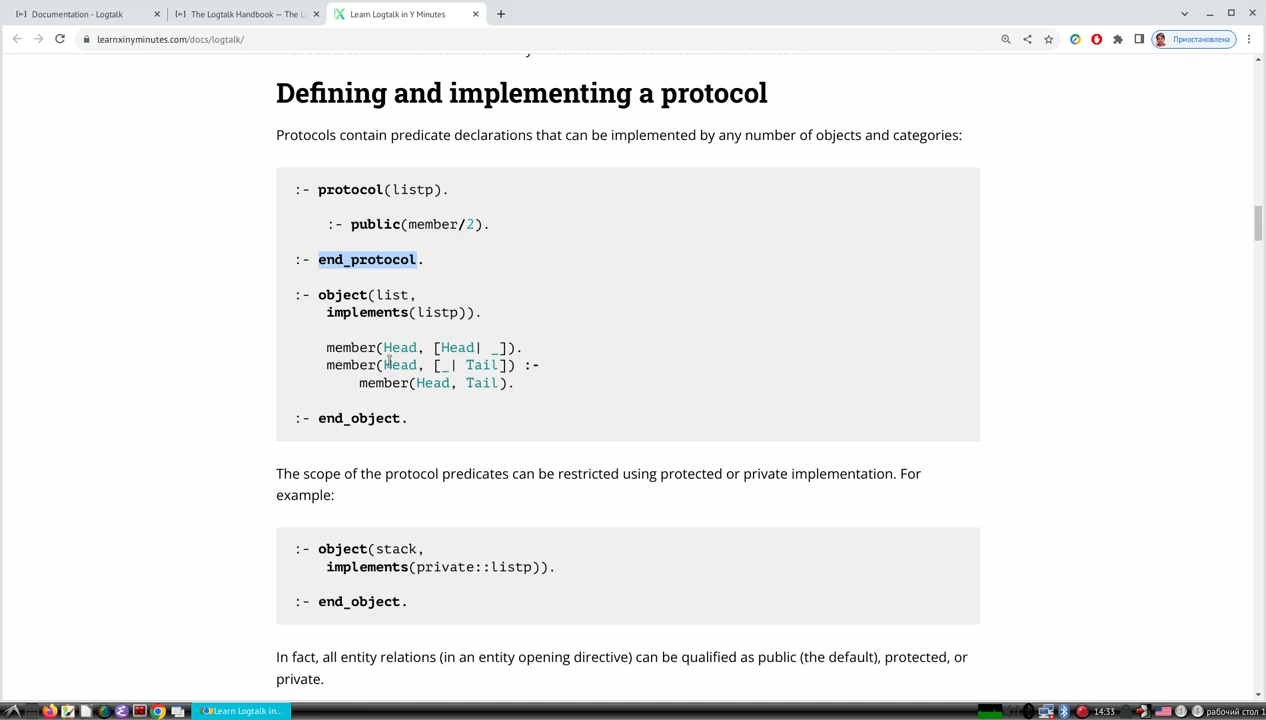 Documentation - Logtalk
The Logtalk Handbook — The L
Learn Logtalk in Y Minutes
learnxinyminutes.com/docs/logtalk/
Приостановлена
Defining and implementing a protocol
Protocols contain predicate declarations that can be implemented by any number of objects and categories:
:- protocol(listp).
:- public(member/2).
:- end_protocol.
:- object(list,
implements(listp)).
member(Head, [Head| _]).
member(Head, [_| Tail]) :-
member(Head, Tail).
:- end_object.
The scope of the protocol predicates can be restricted using protected or private implementation. For
example:
:- object(stack,
implements(private::listp)).
:- end_object.
In fact, all entity relations (in an entity opening directive) can be qualified as public (the default), protected, or
private.
Learn Logtalk in...
14:33
рабочий стол 1